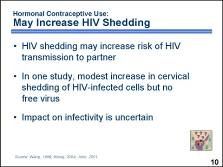 Hormonal Contraceptive Use:
May Increase HIV Shedding
• HIV shedding may increase risk of HIV
transmission to partner
• In one study, modest increase in cervical
shedding of HIV-infected cells but no
free virus
• Impact on infectivity is uncertain
Source: Wang, 1999; Wang, 2004;
10